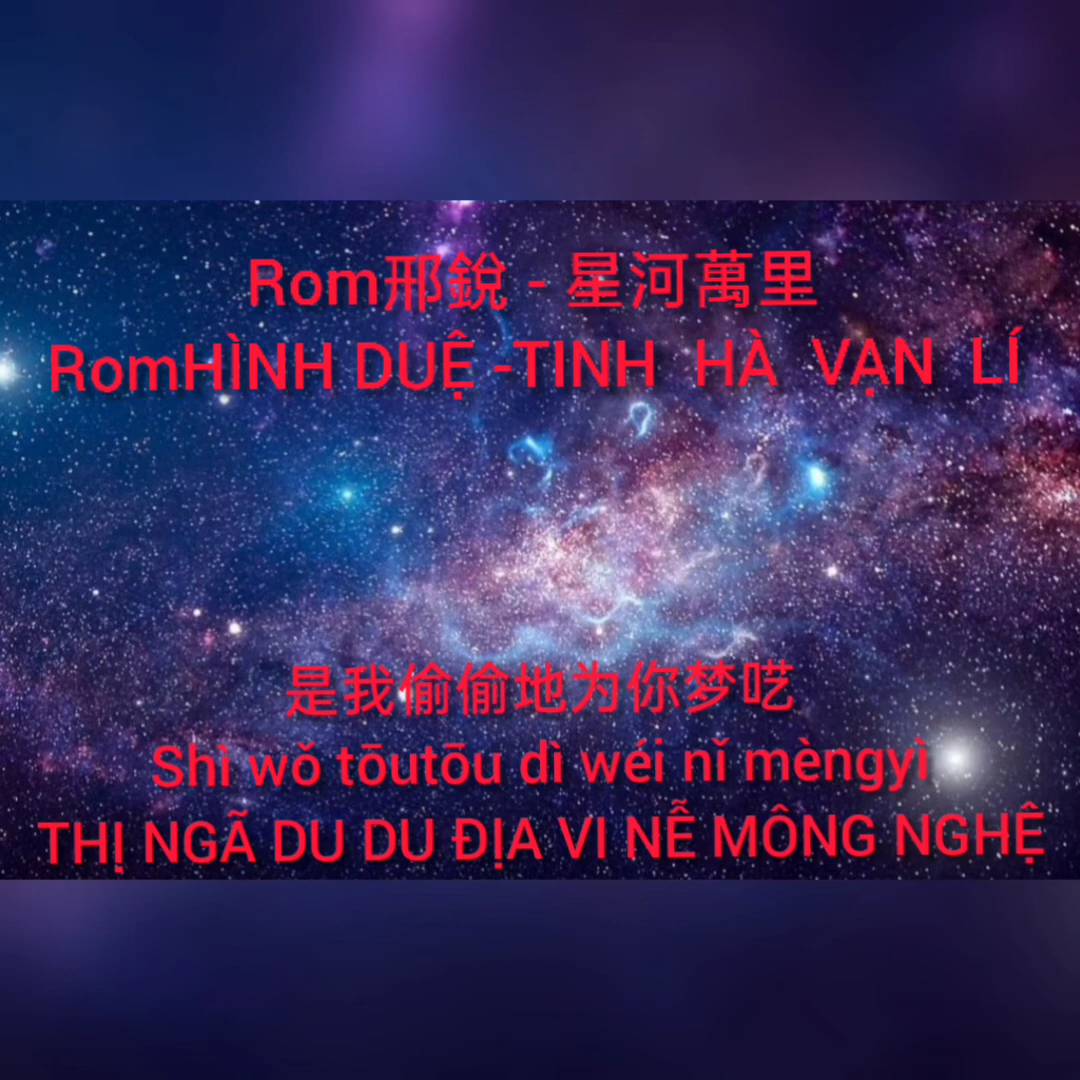 Rom邢銳 - 星河萬里
RomHÌNH DUỆ -TINH HÀ VẠN LÍ
是我偷偷地为你梦呓
Shì wǒ tōutōu dì wéi nǐ mèngyì
THỊ NGÃ DU DU ĐỊA VI NỄ MÔNG NGHỆ